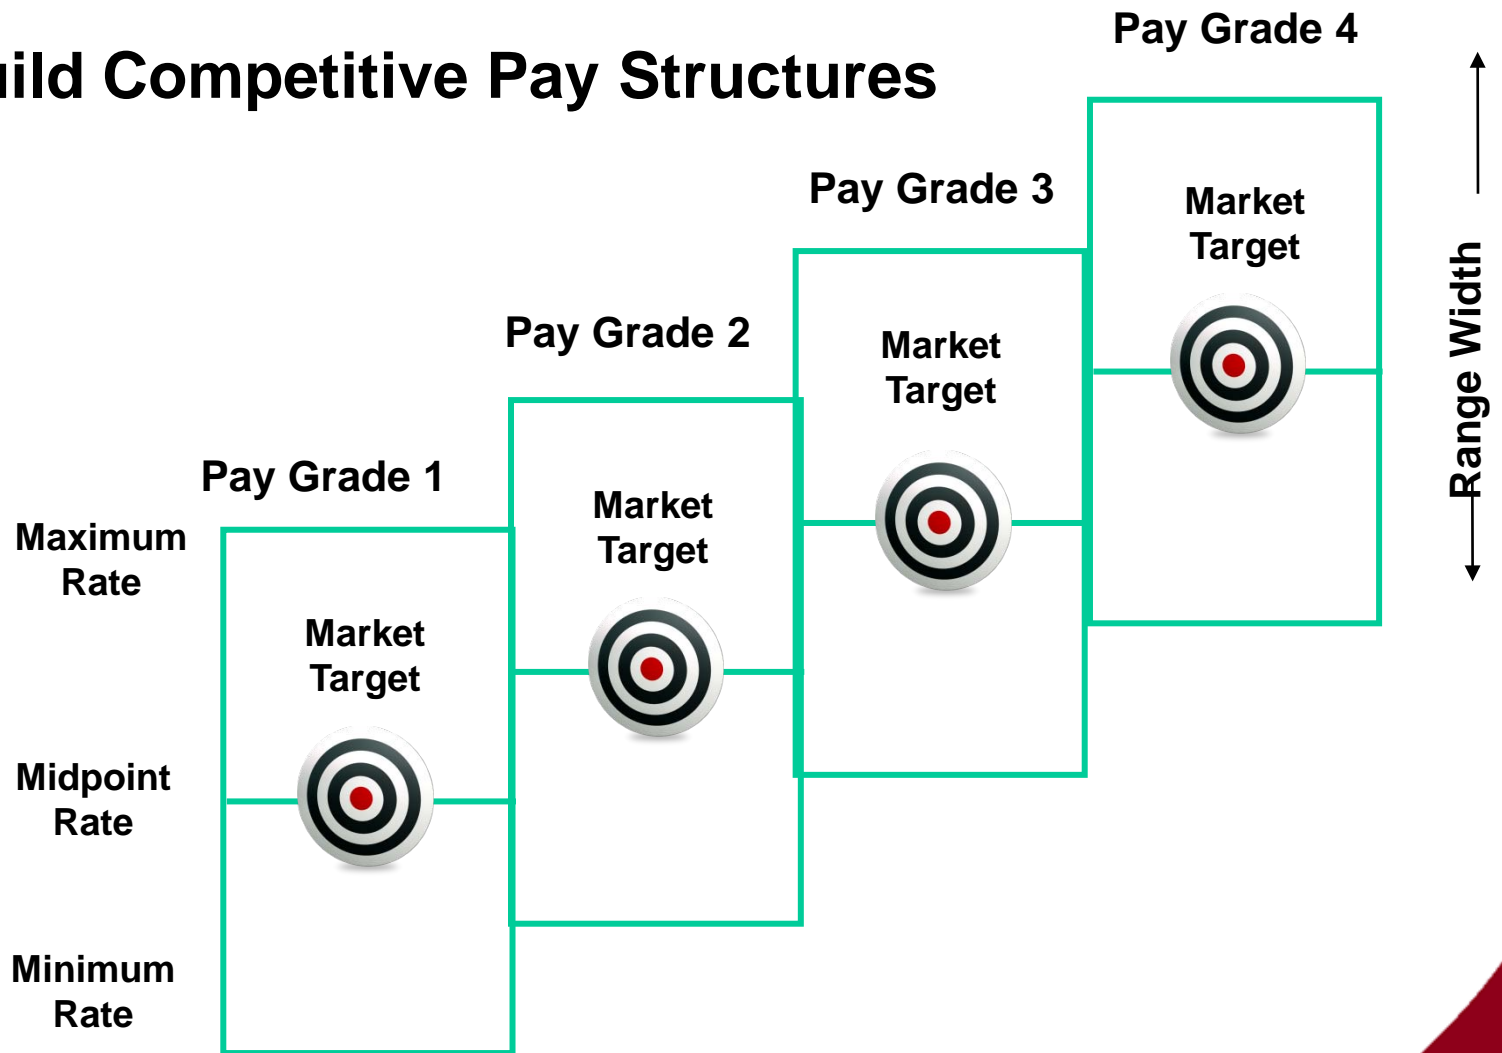 Competitive Pay Structures
Pay Grade 4
Pay Grade 3
Market
Target
Pay Grade 2
Market
Target
Range Width
Pay Grade 1
Market
Target
Maximum
Rate
Market
Target
Midpoint
Rate
Minimum
Rate